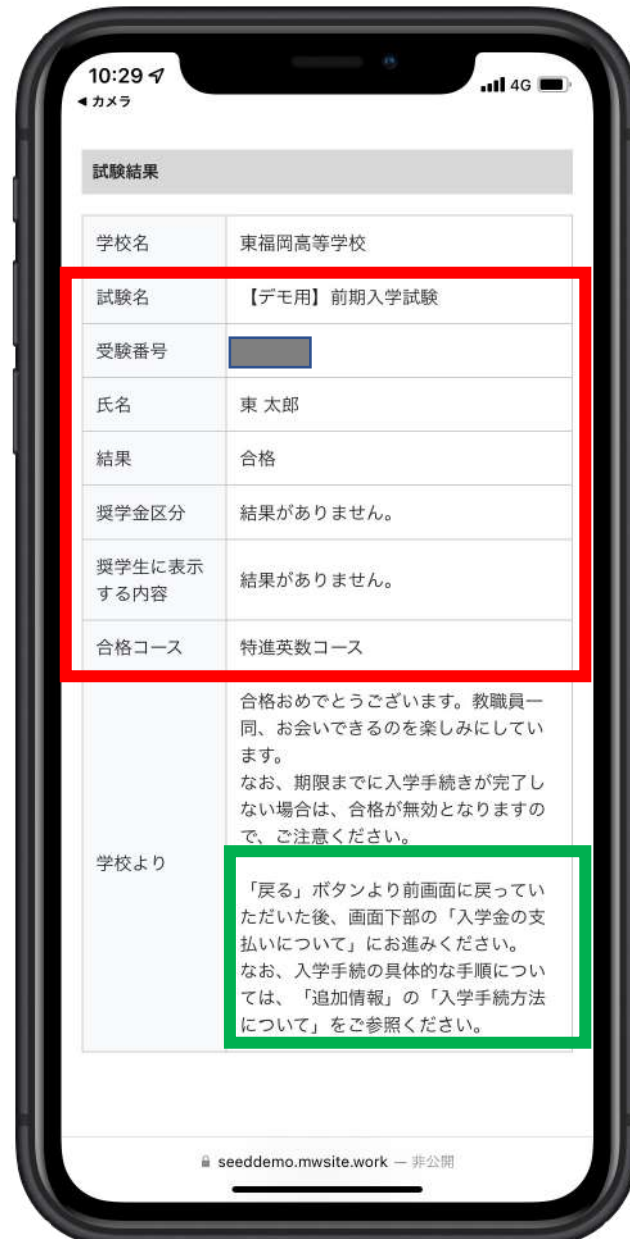 10:29
4G
◀ カメラ
試験結果
学校名 東福岡高等学校
試験名 【デモ用】前期入学試験
受験番号
氏名 東 太郎
結果 合格
奨学金区分 結果がありません。
奨学生に表示
する内容
結果がありません。
合格コース 特進英数コース
学校より
合格おめでとうございます。教職員一
同、お会いできるのを楽しみにしてい
ます。
なお、期限までに入学手続きが完了し
ない場合は、合格が無効となりますの
で、ご注意ください。
「戻る」ボタンより前画面に戻ってい
ただいた後、画面下部の「入学金の支
払いについて」にお進みください。
なお、入学手続の具体的な手順につい
ては、「追加情報」の「入学手続方法
について」をご参照ください。
seeddemo.mwsite.work — 非公開